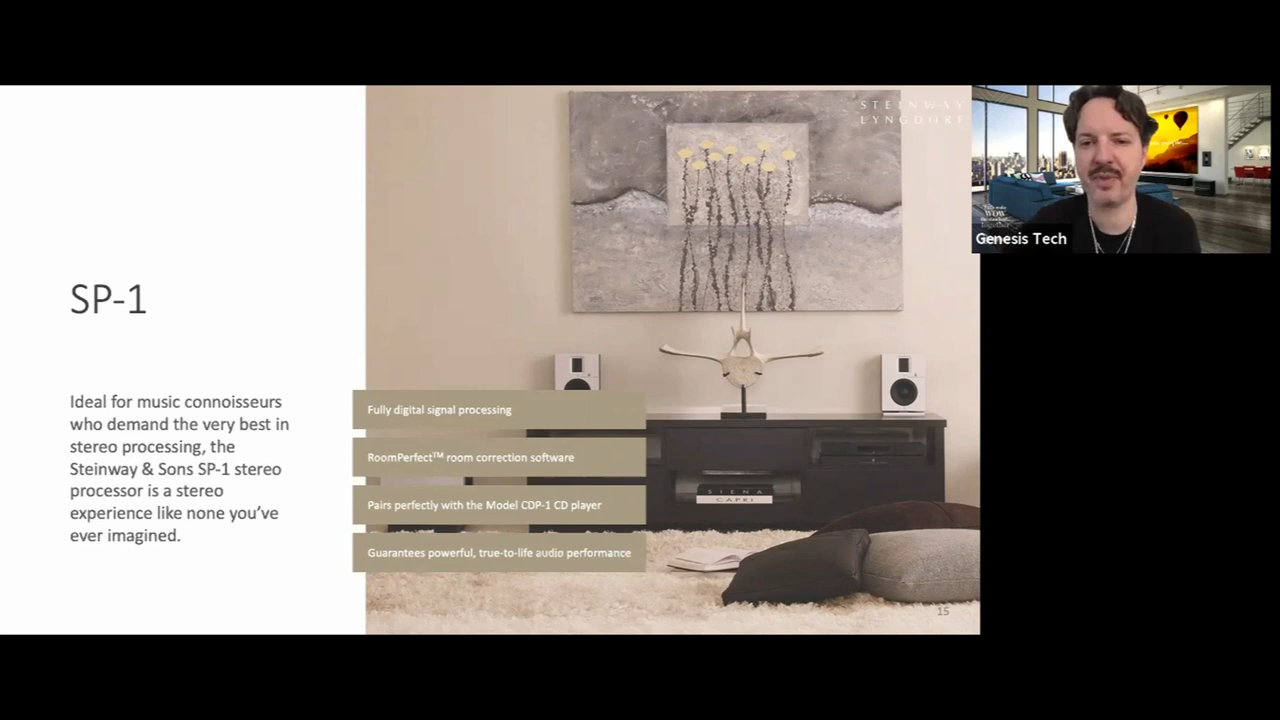 STEINWAY
LYNGDORF
SP-1
Ideal for music connoisseurs
who demand the very best in
stereo processing, the
Steinway & Sons SP-1 stereo
processor is a stereo
experience like none you've
ever imagined.
Fully digital signal processing
RoomPerfect™ room correction software
Pairs perfectly with the Model CDP-1 CD player
Guarantees powerful, true-to-life audio performance
SIENA
CAPRI
15
WOW
Together
Genesis Tech